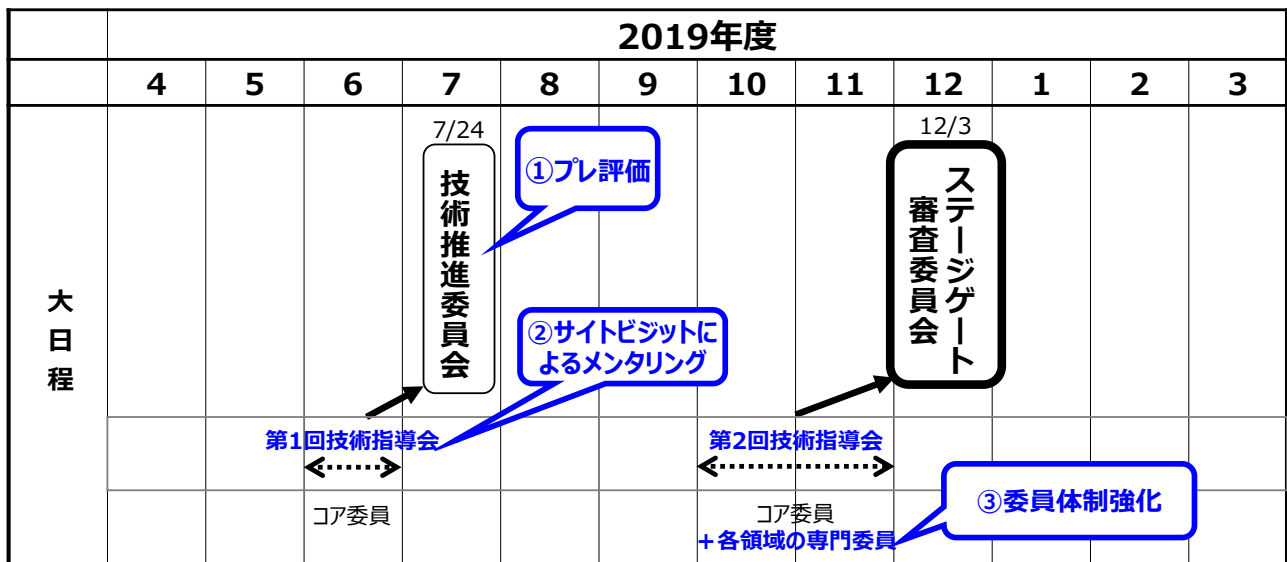 2019年度
4 5 6 7 8 9 10 11 12 1 2 3
大日程
7/24
技術推進委員会
①プレ評価
12/3
ステージゲート
審査委員会
②サイトビジットに
よるメンタリング
第1回技術指導会
第2回技術指導会
コア委員
コア委員
+各領域の専門委員
③委員体制強化